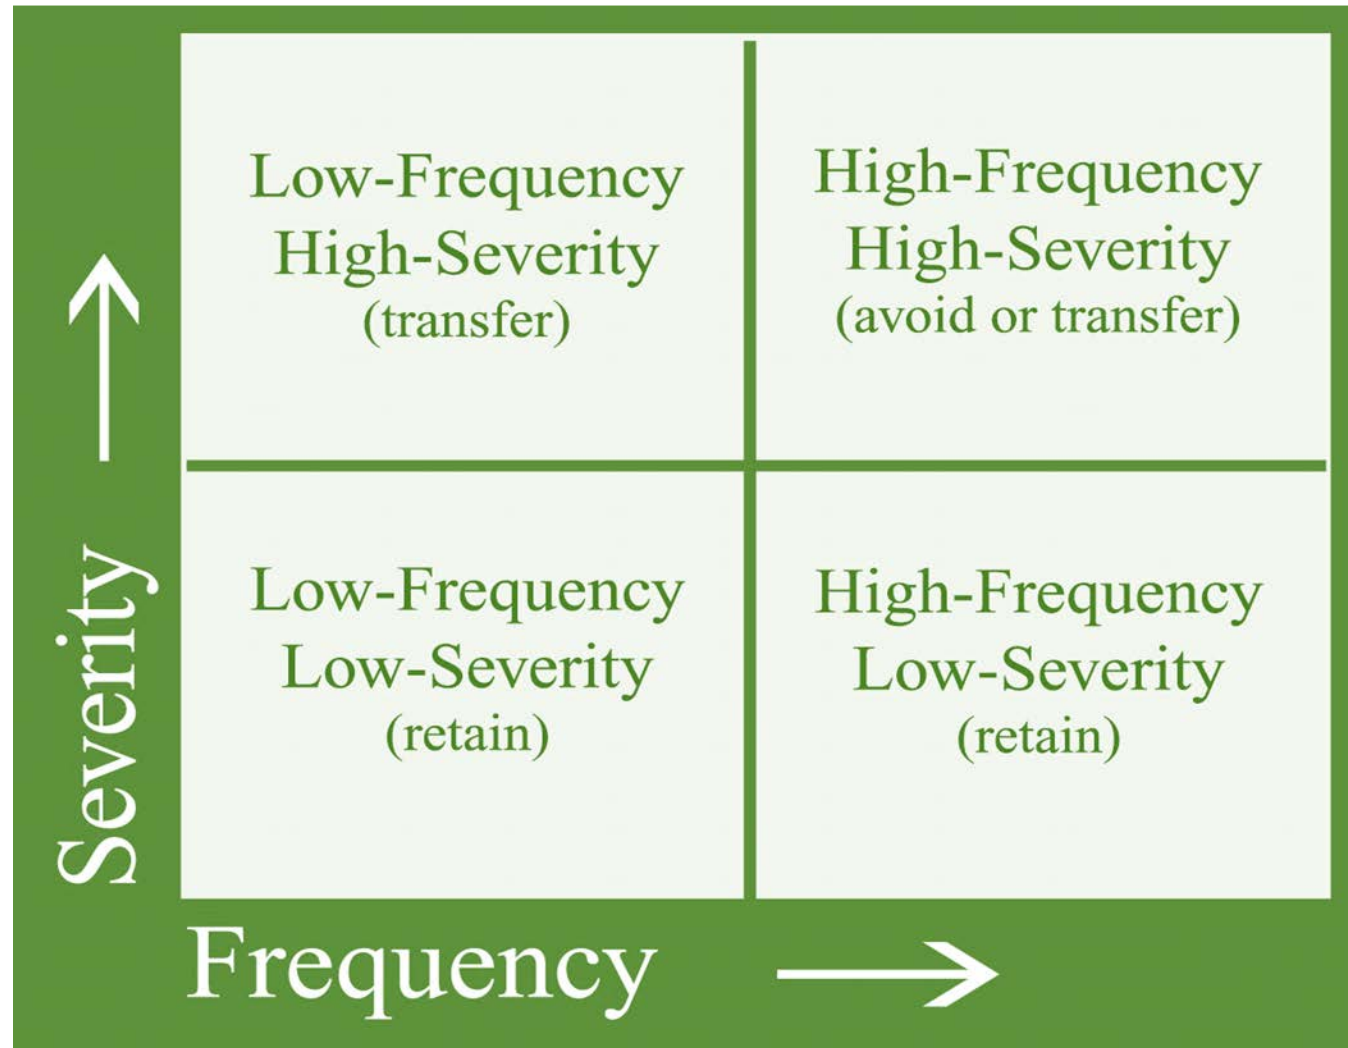 Low-Frequency
High-Severity
(transfer)
High-Frequency
High-Severity
(avoid or transfer)
Low-Frequency
Low-Severity
(retain)
High-Frequency
Low-Severity
(retain)
Severity
Frequency